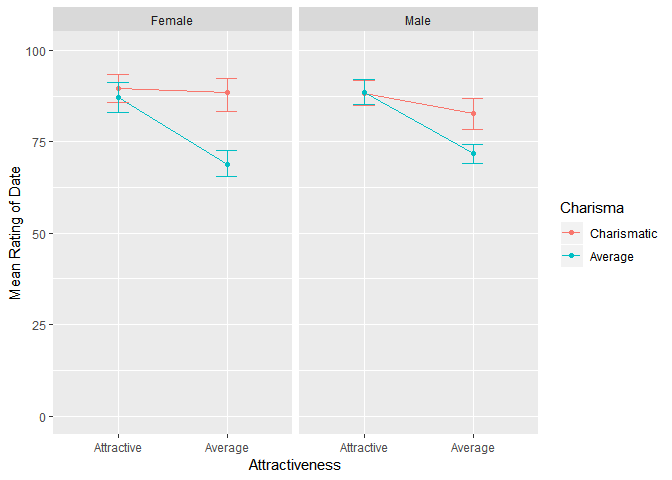 Female Male
100
75
50
25
0
Mean Rating of Date
Attractive Average Attractive Average
Attractiveness
Charisma
Charismatic
Average